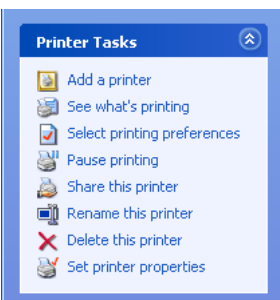 Printer Tasks
Add a printer
See what's printing
Select printing preferences
Pause printing
Share this printer
Rename this printer
Delete this printer
Set printer properties